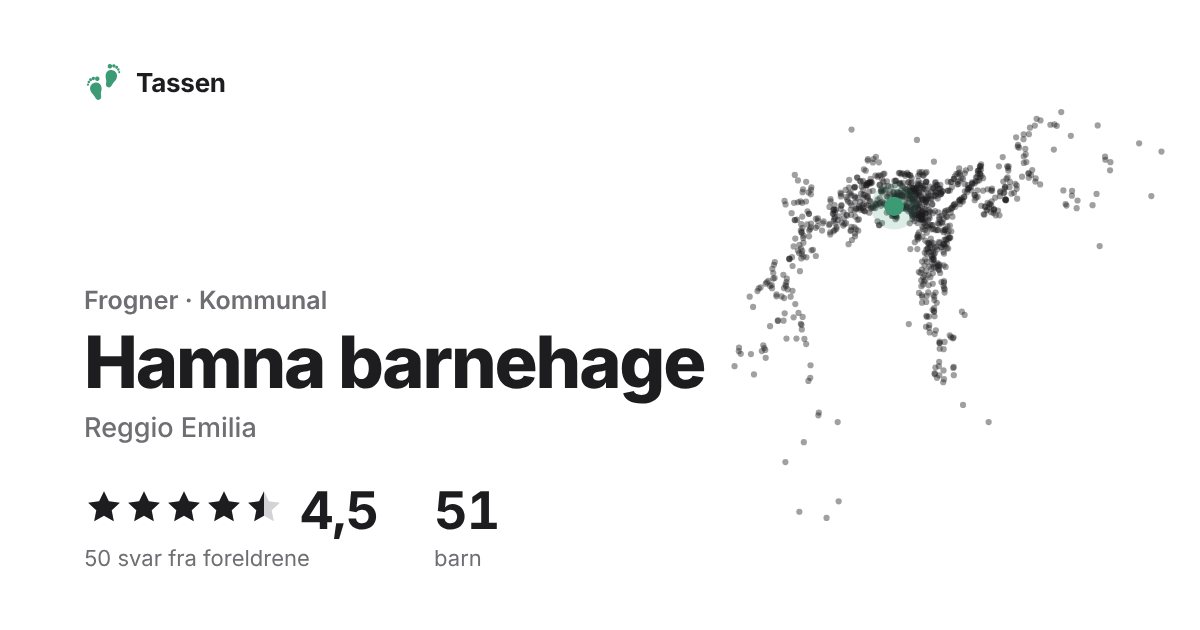 Tassen
Frogner · Kommunal
Hamna barnehage
Reggio Emilia
4,5
51
50 svar fra foreldrene
barn